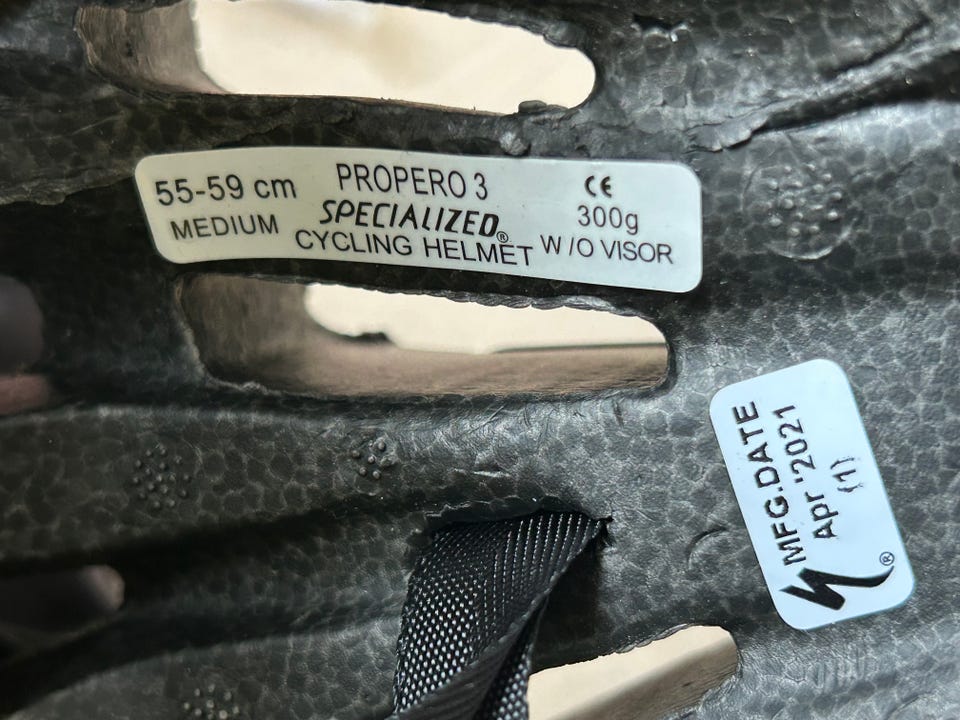 55-59 cm PROPERO 3 CE
MEDIUM SPECIALIZED® 300g
CYCLING HELMET W/O VISOR
MFG.DATE
Apr '2021
(1)
®